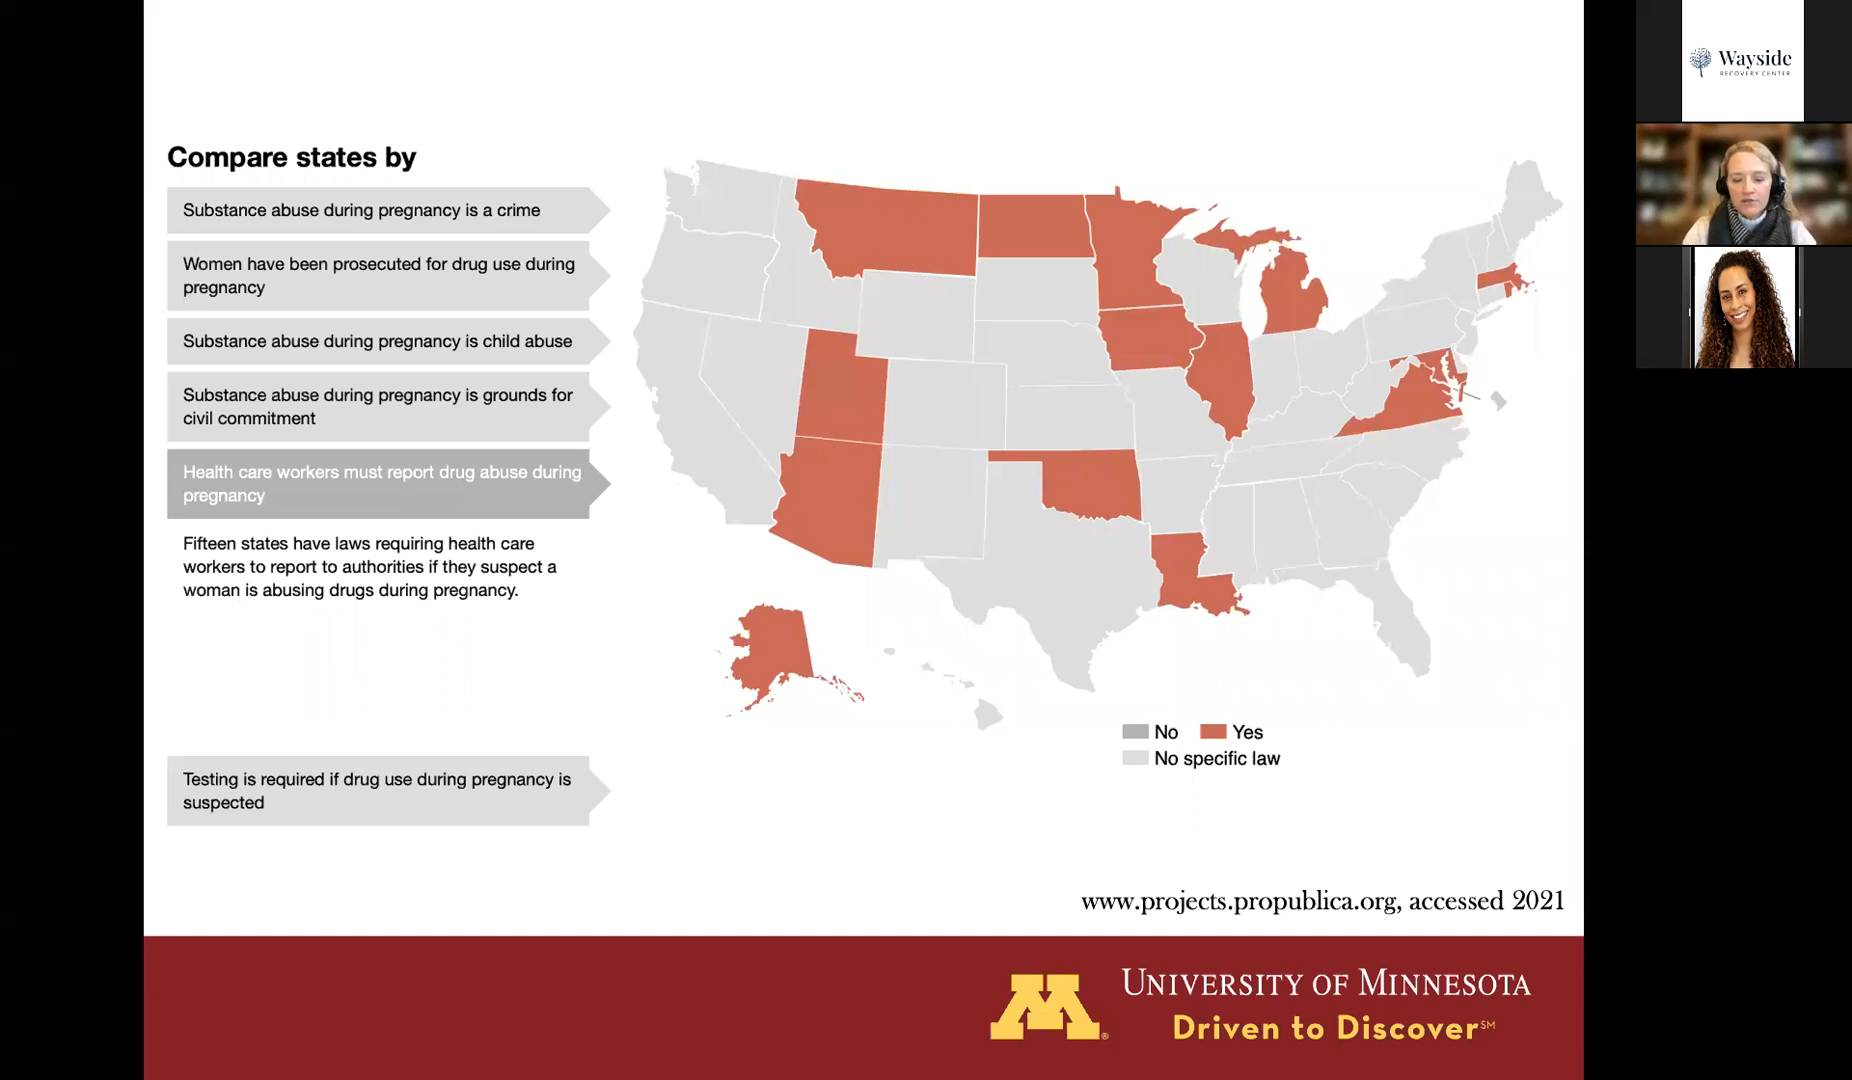 Compare states by
Substance abuse during pregnancy is a crime
Women have been prosecuted for drug use during
pregnancy
Substance abuse during pregnancy is child abuse
Substance abuse during pregnancy is grounds for
civil commitment
Health care workers must report drug abuse during
pregnancy
Fifteen states have laws requiring health care
workers to report to authorities if they suspect a
woman is abusing drugs during pregnancy.
Testing is required if drug use during pregnancy is
suspected
No Yes
No specific law
www.projects.propublica.org, accessed 2021
M®
UNIVERSITY OF MINNESOTA
Driven to Discover℠
Wayside
RECOVERY CENTER